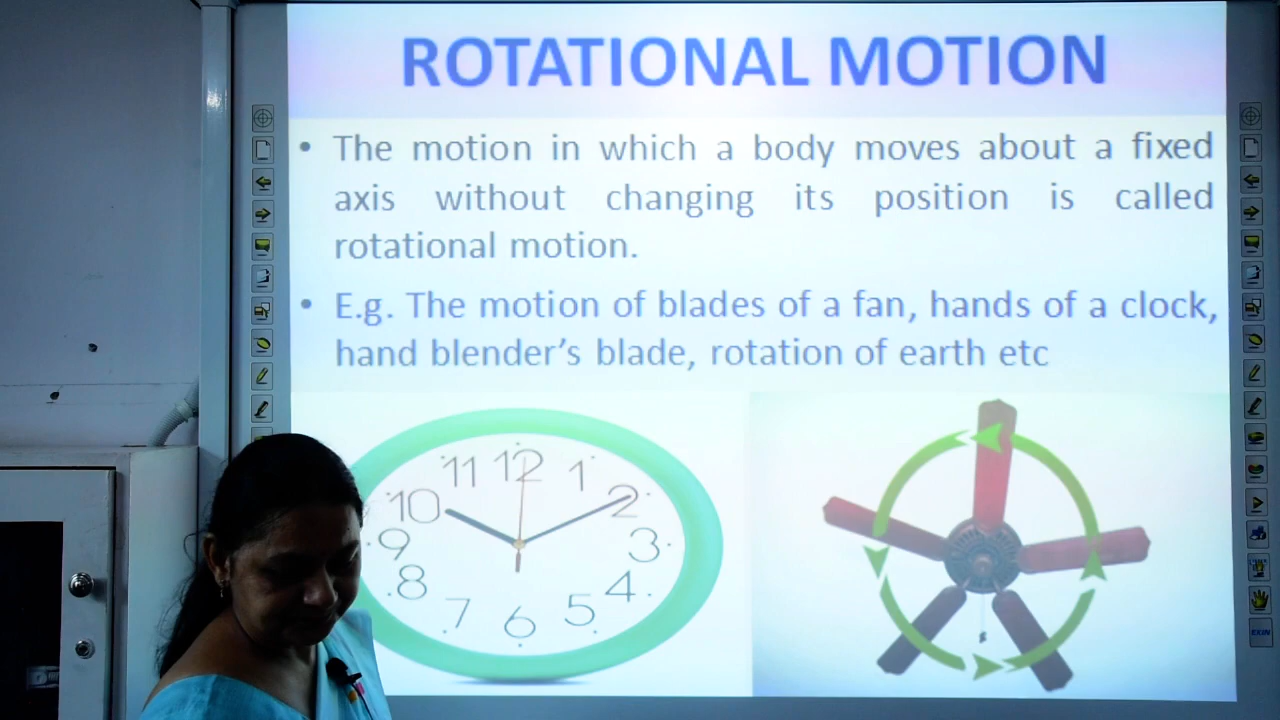 ROTATIONAL MOTION
• The motion in which a body moves about a fixed
axis without changing its position is called
rotational motion.
• E.g. The motion of blades of a fan, hands of a clock,
hand blender's blade, rotation of earth etc
12
11
1
10
2
9
3
8
4
7
5
6